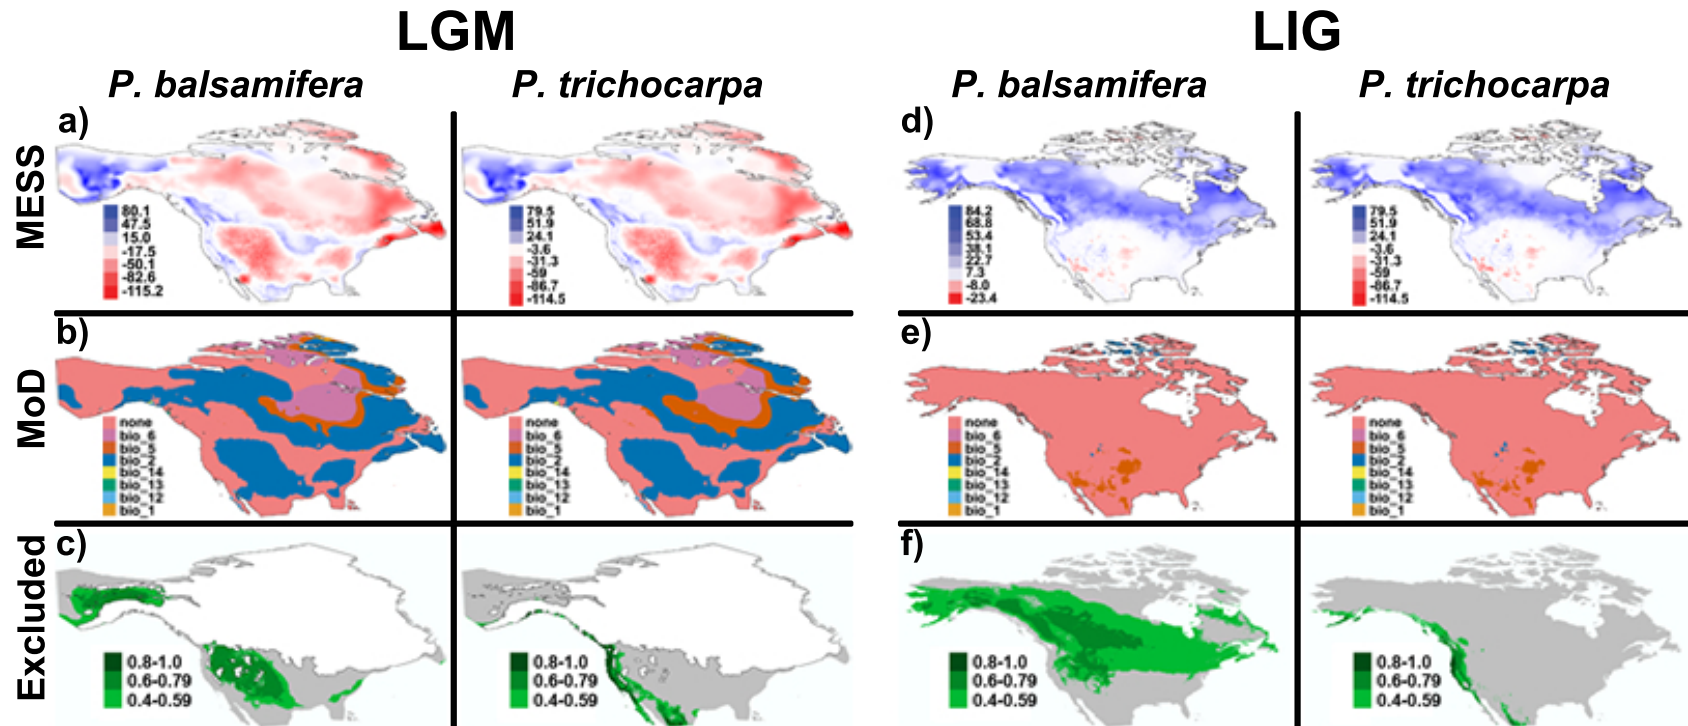 LGM
LIG
P. balsamifera
P. trichocarpa
P. balsamifera
P. trichocarpa
MESS
a)
80.1
47.5
15.0
-17.5
-50.1
-82.6
-115.2
79.5
51.9
24.1
-3.6
-31.3
-59
-86.7
-114.5
d)
84.2
68.8
53.4
38.1
22.7
7.3
-8.0
-23.4
79.5
51.9
24.1
-3.6
-31.3
-59
-86.7
-114.5
MoD
b)
none
bio_6
bio_5
bio_2
bio_14
bio_13
bio_12
bio_1
none
bio_6
bio_5
bio_2
bio_14
bio_13
bio_12
bio_1
e)
none
bio_6
bio_5
bio_2
bio_14
bio_13
bio_12
bio_1
none
bio_6
bio_5
bio_2
bio_14
bio_13
bio_12
bio_1
Excluded
c)
0.8-1.0
0.6-0.79
0.4-0.59
0.8-1.0
0.6-0.79
0.4-0.59
f)
0.8-1.0
0.6-0.79
0.4-0.59
0.8-1.0
0.6-0.79
0.4-0.59